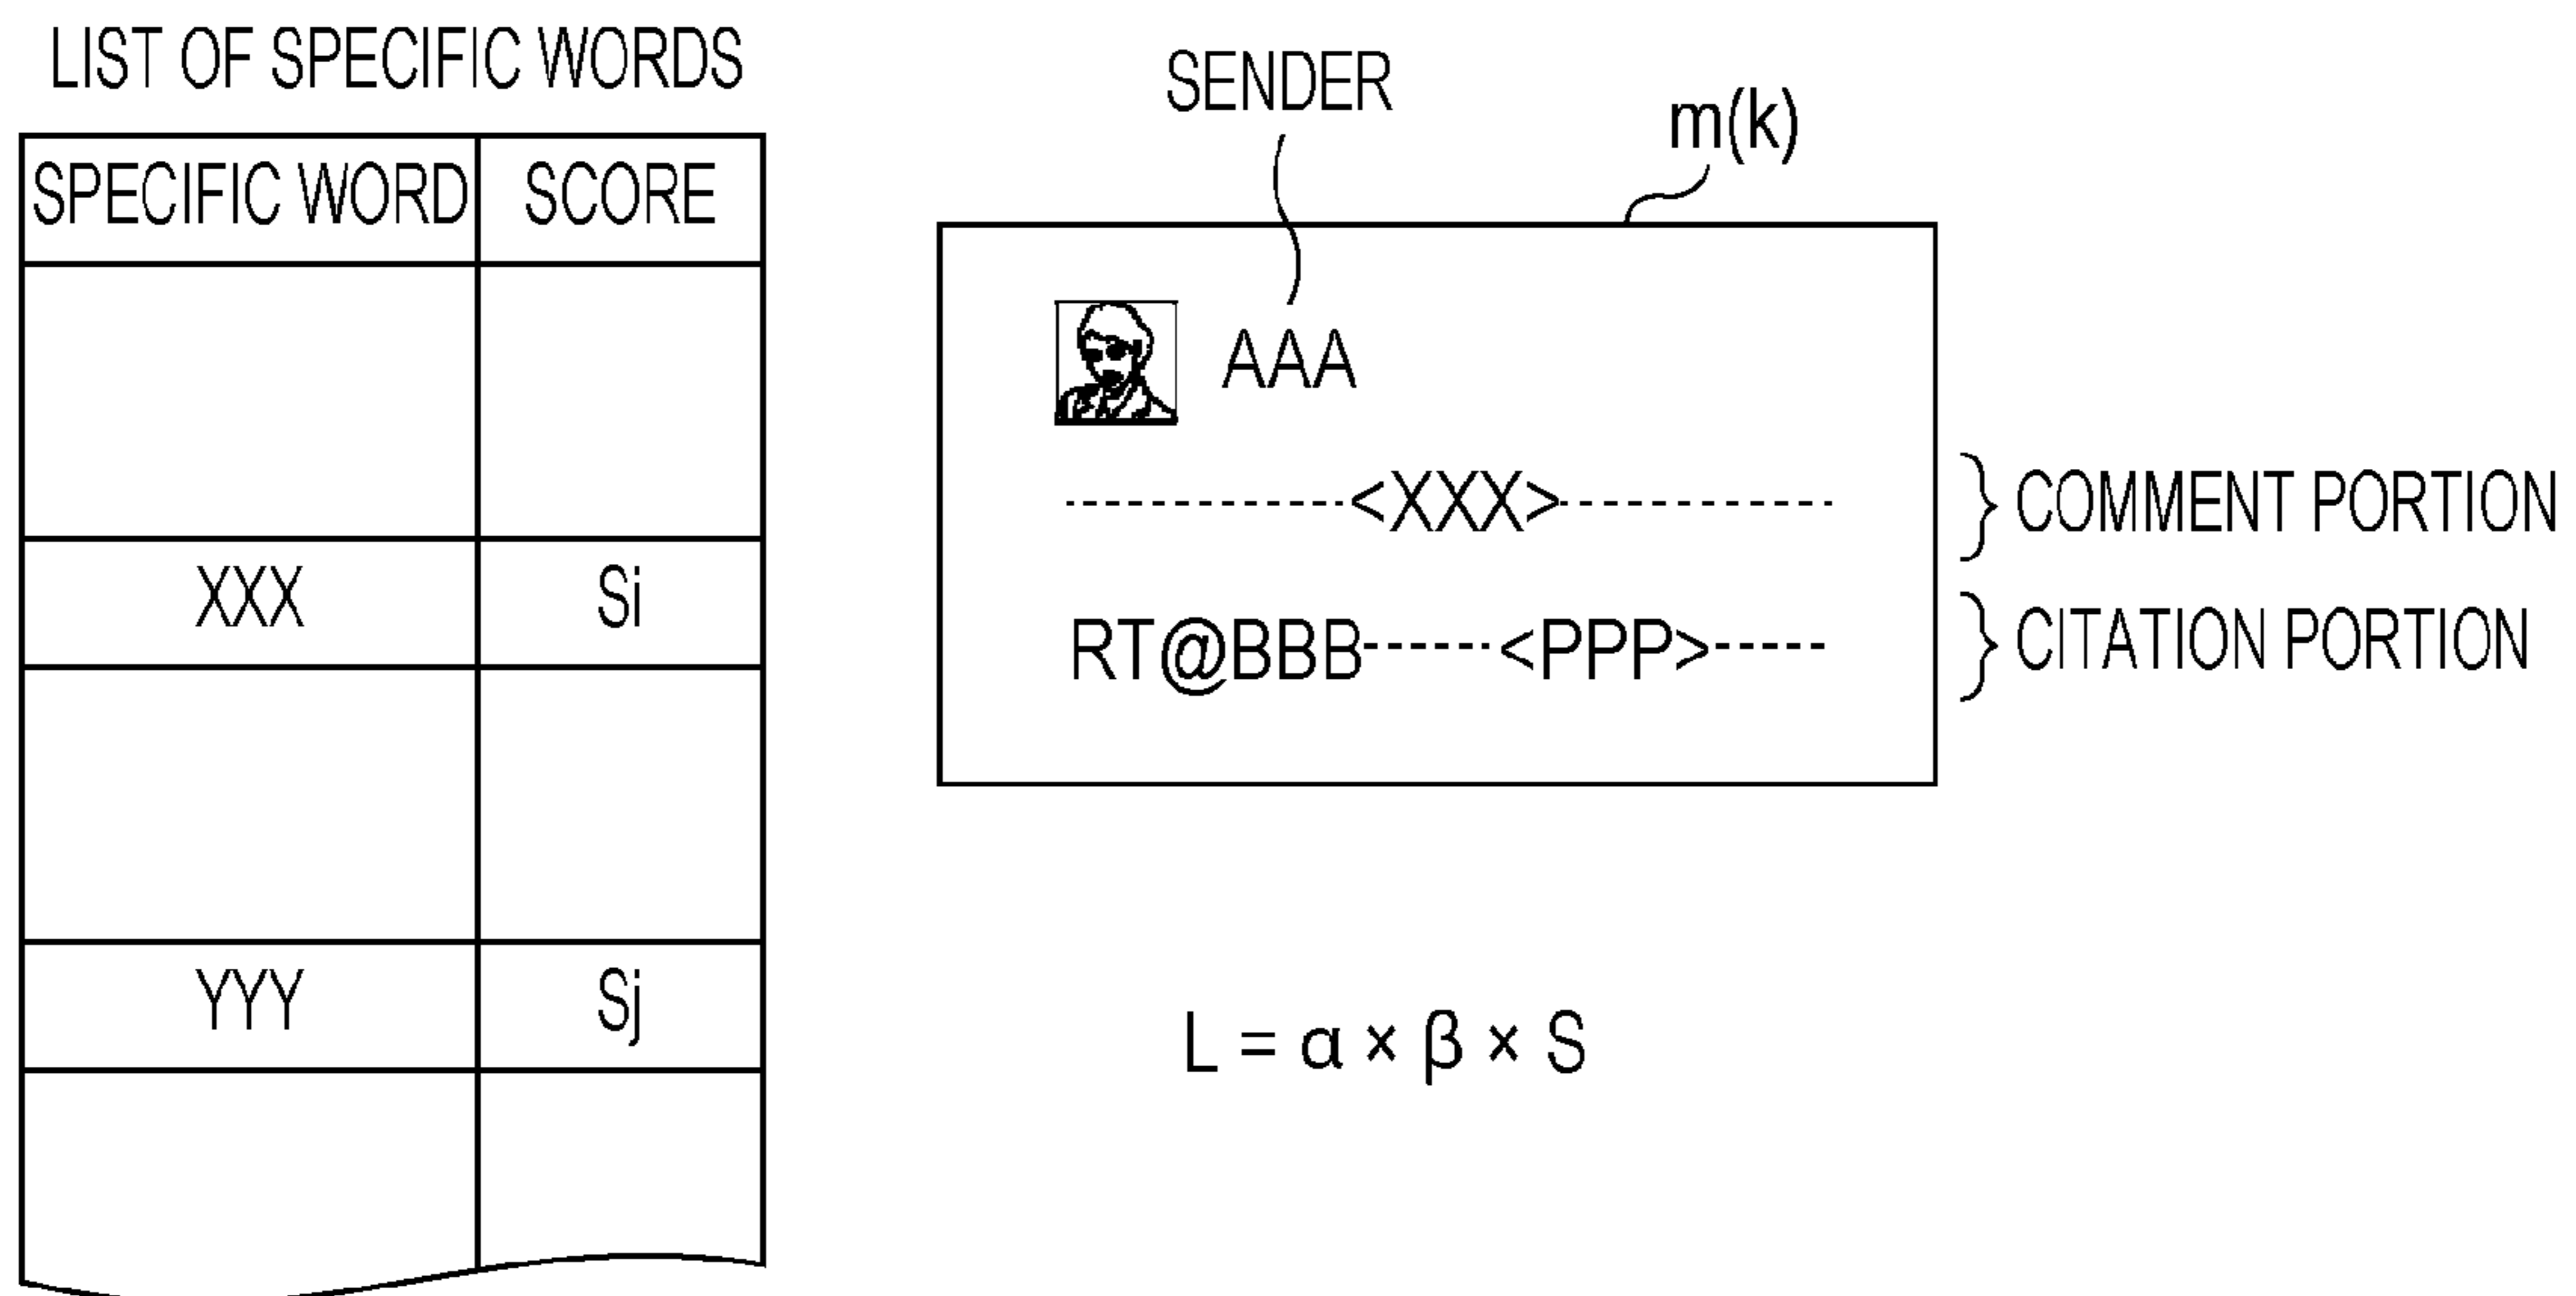 LIST OF SPECIFIC WORDS
SPECIFIC WORD SCORE
XXX Si
YYY Sj
SENDER
m(k)
AAA
------------<XXX>------------
COMMENT PORTION
RT@BBB------<PPP>-----
CITATION PORTION
L = α × β × S